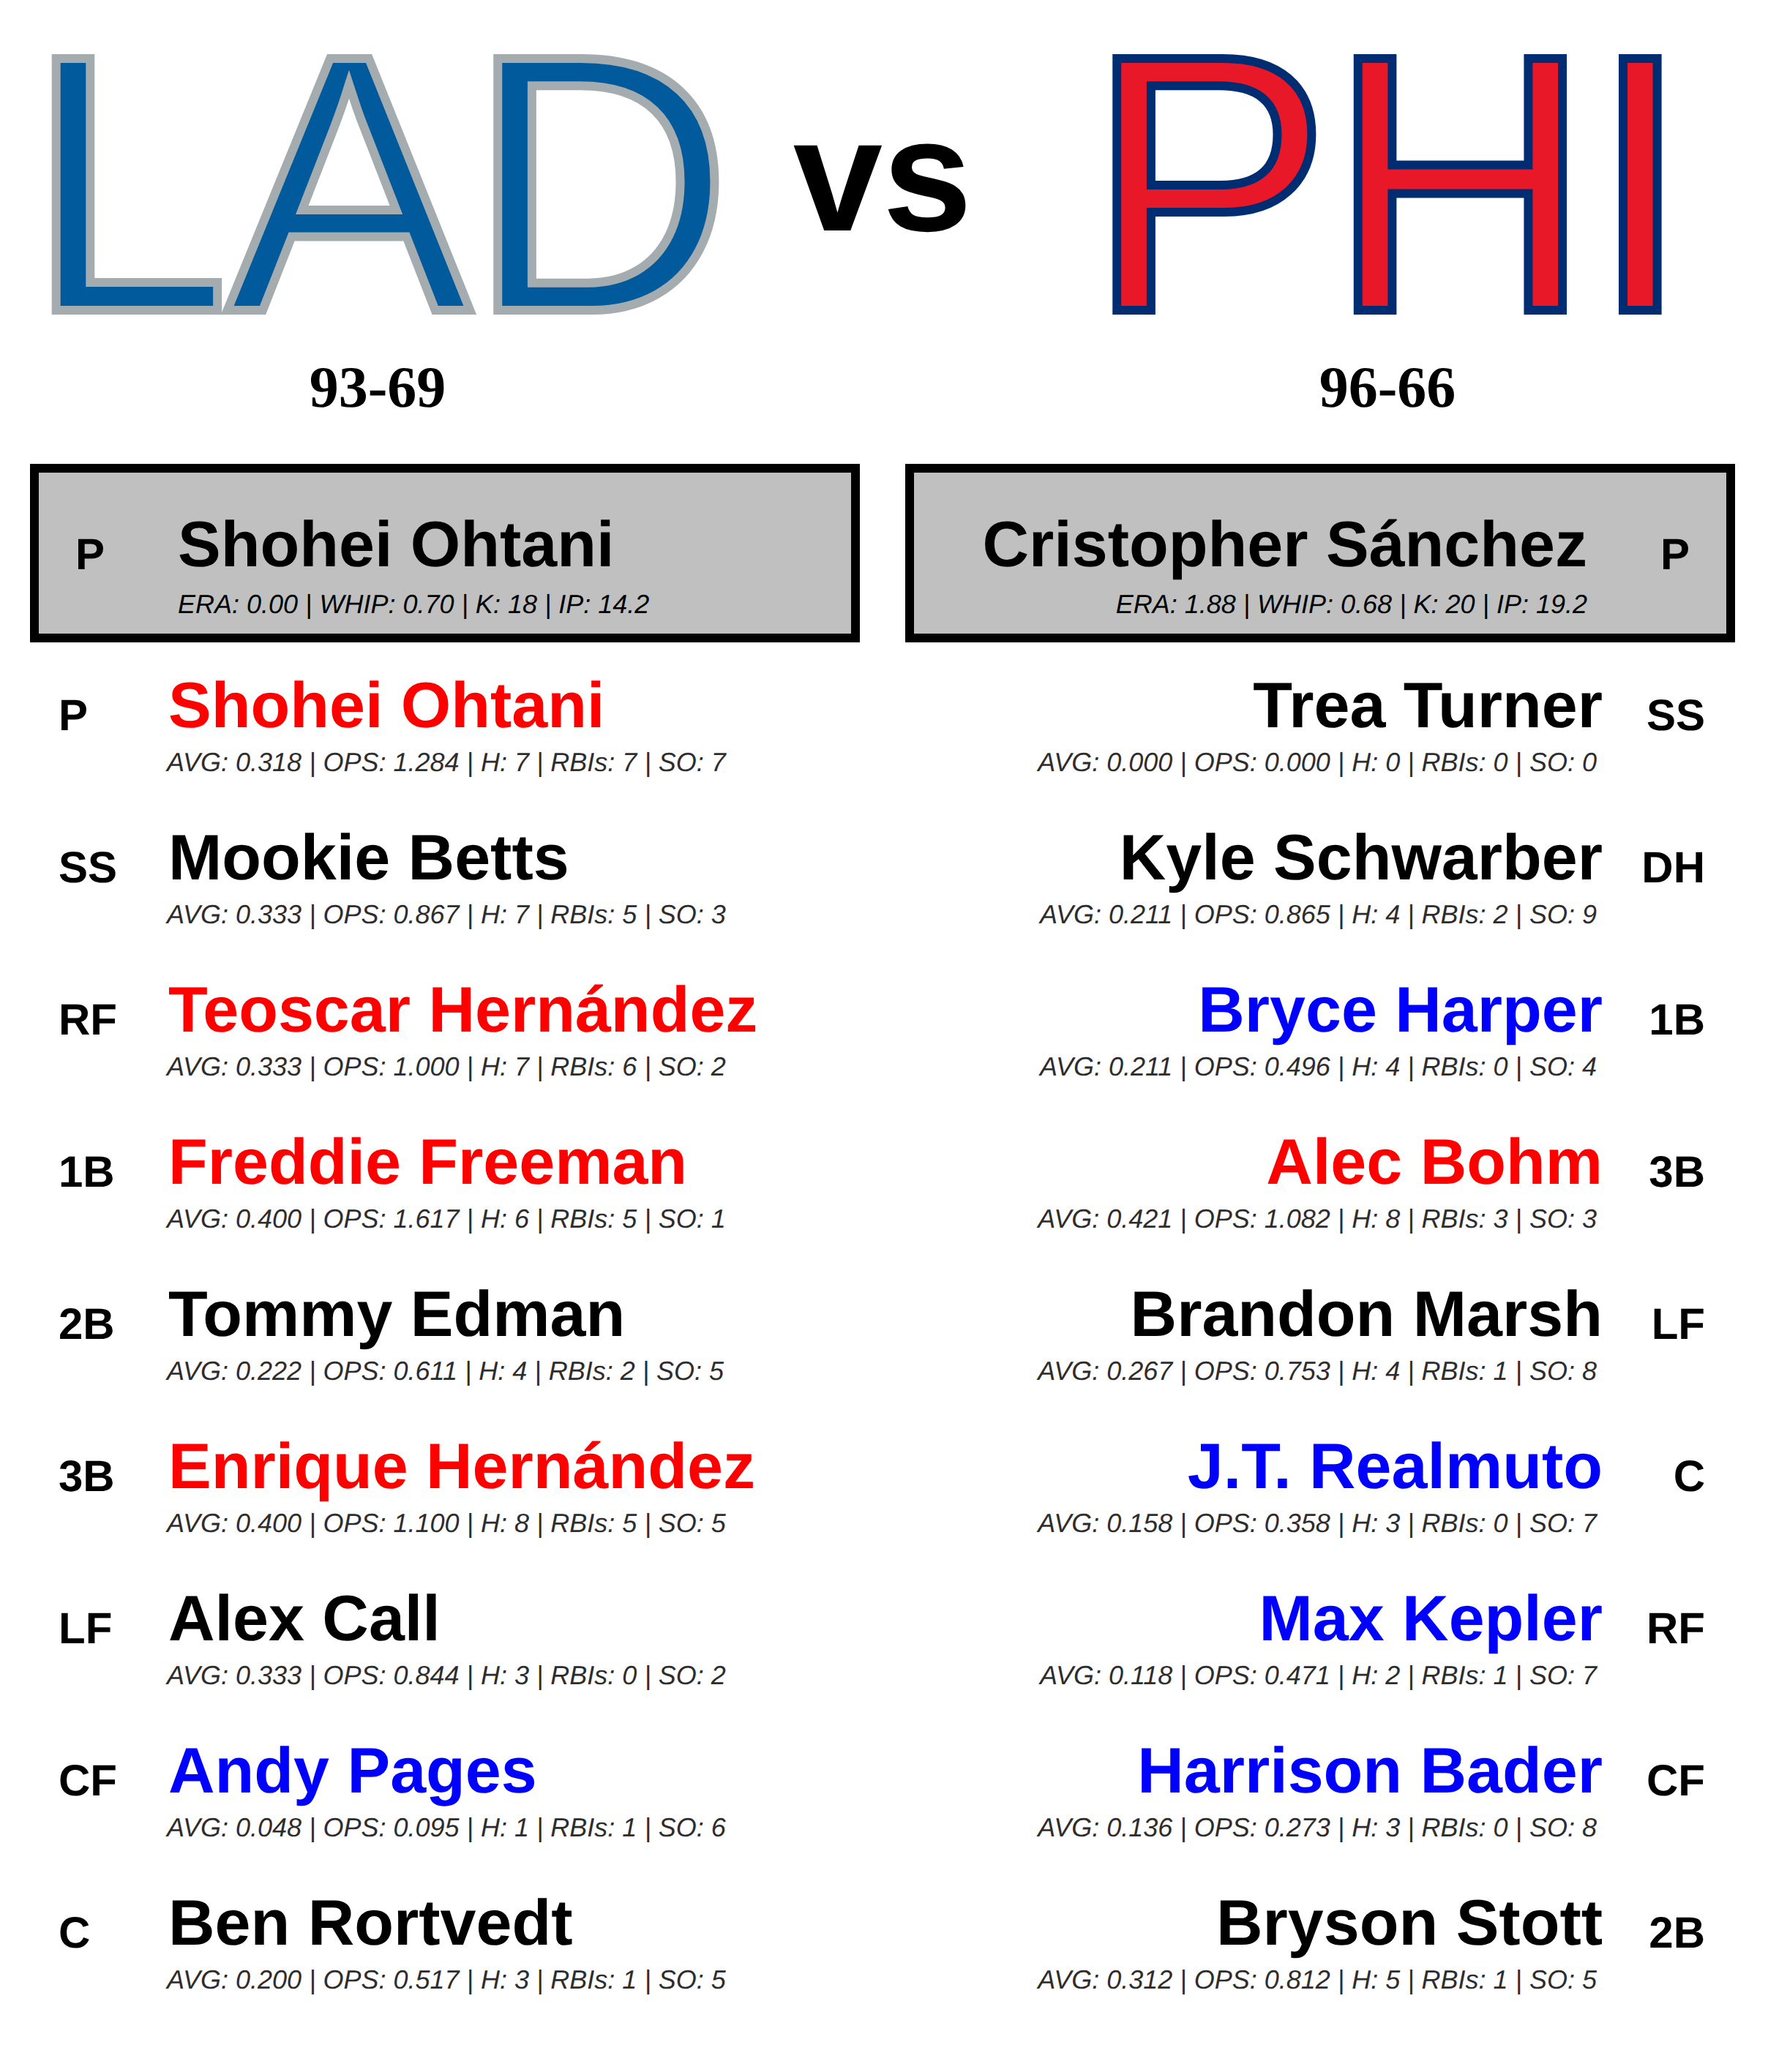 LAD vs PHI
93-69 96-66
P Shohei Ohtani
ERA: 0.00 | WHIP: 0.70 | K: 18 | IP: 14.2
Cristopher Sánchez P
ERA: 1.88 | WHIP: 0.68 | K: 20 | IP: 19.2
P Shohei Ohtani
AVG: 0.318 | OPS: 1.284 | H: 7 | RBIs: 7 | SO: 7
SS Mookie Betts
AVG: 0.333 | OPS: 0.867 | H: 7 | RBIs: 5 | SO: 3
RF Teoscar Hernández
AVG: 0.333 | OPS: 1.000 | H: 7 | RBIs: 6 | SO: 2
1B Freddie Freeman
AVG: 0.400 | OPS: 1.617 | H: 6 | RBIs: 5 | SO: 1
2B Tommy Edman
AVG: 0.222 | OPS: 0.611 | H: 4 | RBIs: 2 | SO: 5
3B Enrique Hernández
AVG: 0.400 | OPS: 1.100 | H: 8 | RBIs: 5 | SO: 5
LF Alex Call
AVG: 0.333 | OPS: 0.844 | H: 3 | RBIs: 0 | SO: 2
CF Andy Pages
AVG: 0.048 | OPS: 0.095 | H: 1 | RBIs: 1 | SO: 6
C Ben Rortvedt
AVG: 0.200 | OPS: 0.517 | H: 3 | RBIs: 1 | SO: 5
Trea Turner SS
AVG: 0.000 | OPS: 0.000 | H: 0 | RBIs: 0 | SO: 0
Kyle Schwarber DH
AVG: 0.211 | OPS: 0.865 | H: 4 | RBIs: 2 | SO: 9
Bryce Harper 1B
AVG: 0.211 | OPS: 0.496 | H: 4 | RBIs: 0 | SO: 4
Alec Bohm 3B
AVG: 0.421 | OPS: 1.082 | H: 8 | RBIs: 3 | SO: 3
Brandon Marsh LF
AVG: 0.267 | OPS: 0.753 | H: 4 | RBIs: 1 | SO: 8
J.T. Realmuto C
AVG: 0.158 | OPS: 0.358 | H: 3 | RBIs: 0 | SO: 7
Max Kepler RF
AVG: 0.118 | OPS: 0.471 | H: 2 | RBIs: 1 | SO: 7
Harrison Bader CF
AVG: 0.136 | OPS: 0.273 | H: 3 | RBIs: 0 | SO: 8
Bryson Stott 2B
AVG: 0.312 | OPS: 0.812 | H: 5 | RBIs: 1 | SO: 5